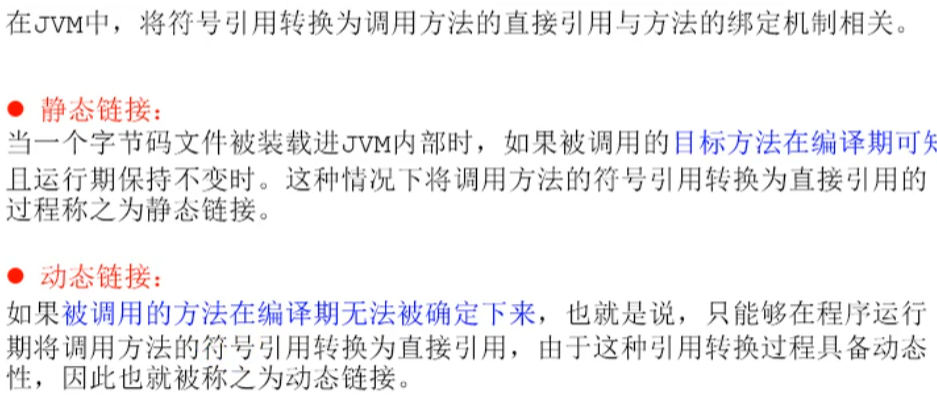 在JVM中，将符号引用转换为调用方法的直接引用与方法的绑定机制相关。
● 静态链接：
当一个字节码文件被装载进JVM内部时，如果被调用的目标方法在编译期可知
且运行期保持不变时。这种情况下将调用方法的符号引用转换为直接引用的
过程称之为静态链接。
● 动态链接：
如果被调用的方法在编译期无法被确定下来，也就是说，只能够在程序运行
期将调用方法的符号引用转换为直接引用，由于这种引用转换过程具备动态
性，因此也就被称之为动态链接。